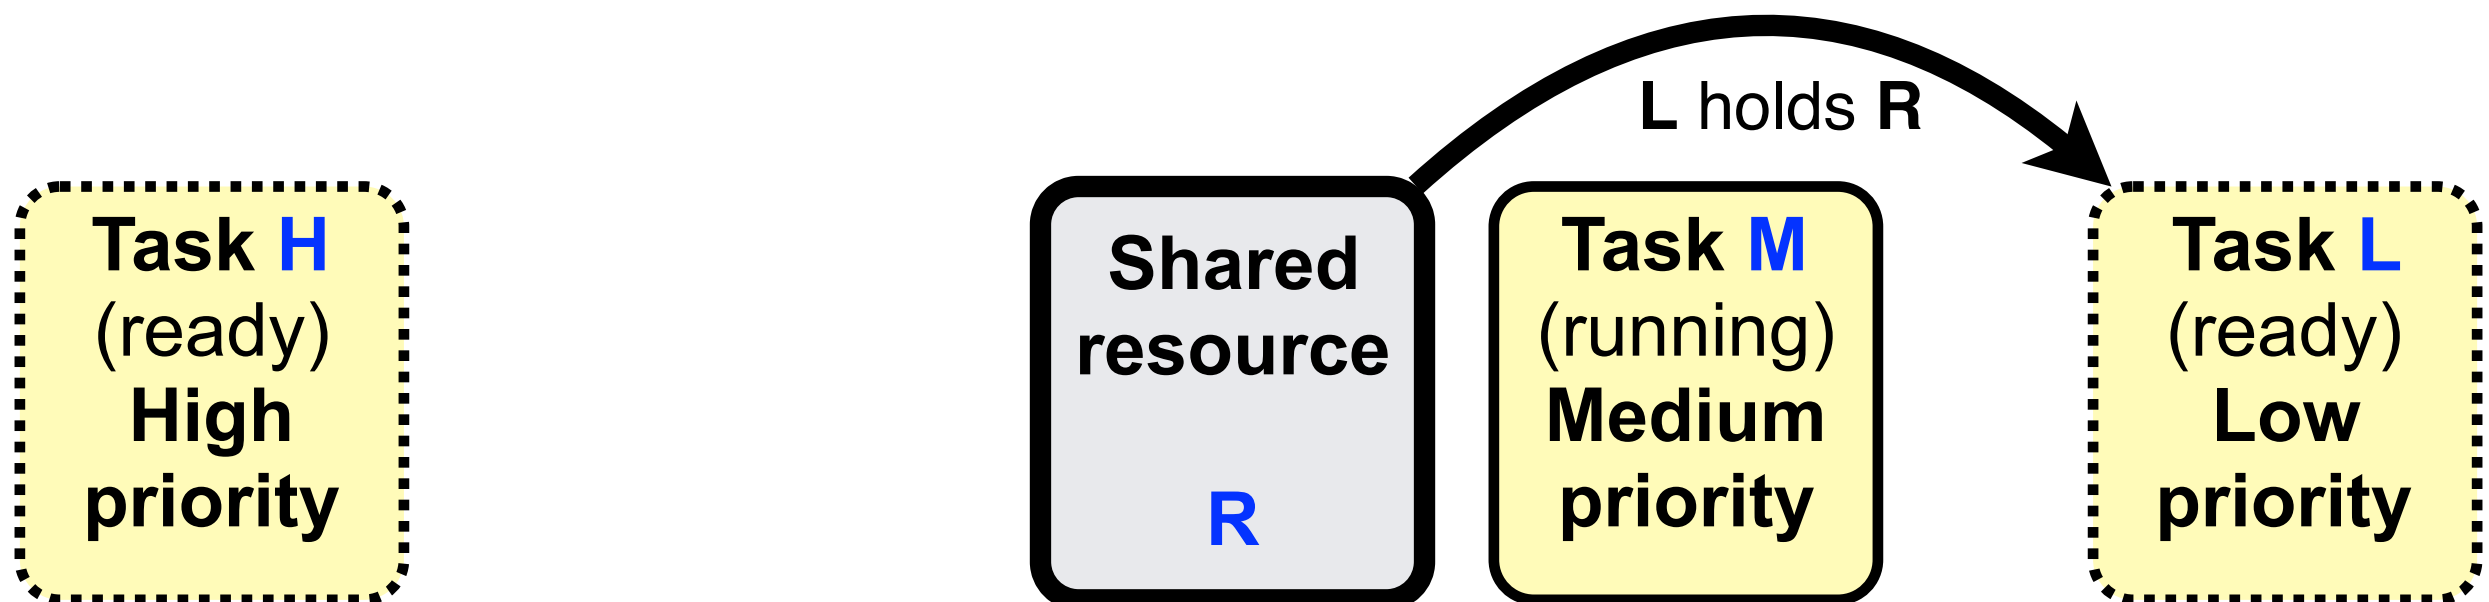 L holds R
Task H
(ready)
High
priority
Shared
resource
R
Task M
(running)
Medium
priority
Task L
(ready)
Low
priority